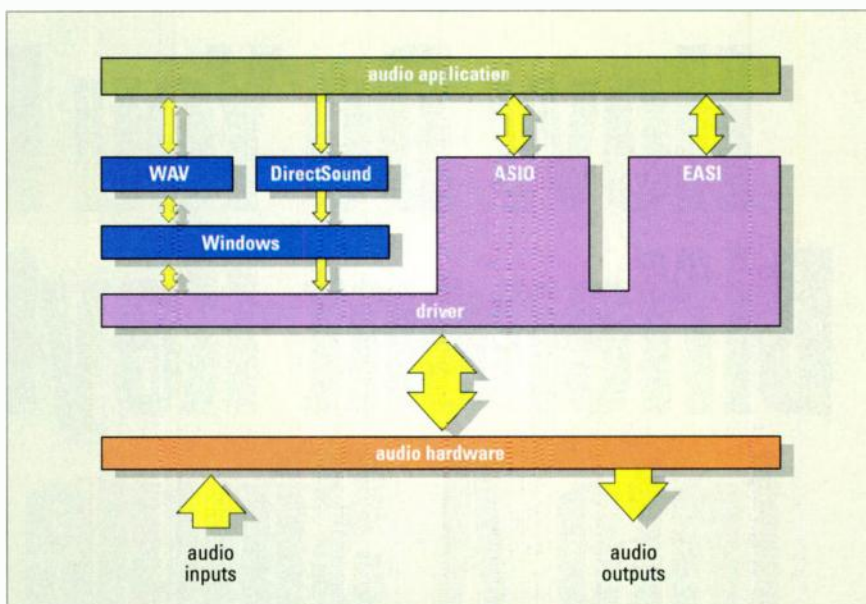 audio application
WAV
DirectSound
ASIO
EASI
Windows
driver
audio hardware
audio
inputs
audio
outputs